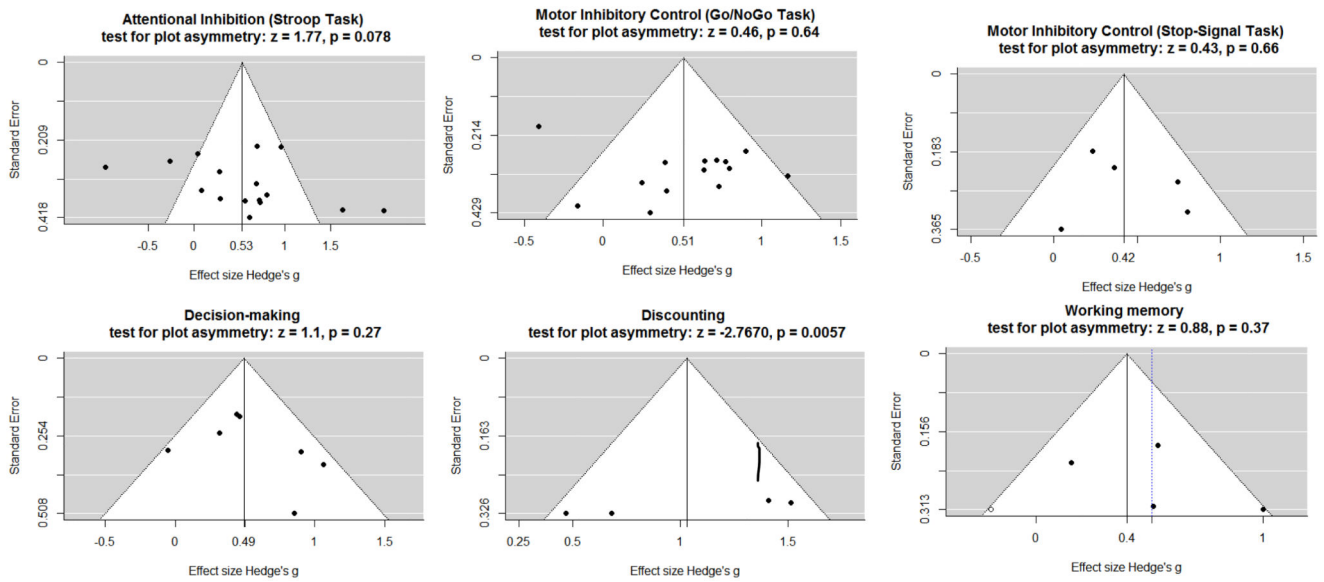 Attentional Inhibition (Stroop Task)
test for plot asymmetry: z = 1.77, p = 0.078
0
0.209
0.418
Standard Error
-0.5 0 0.53 1 1.5
Effect size Hedge's g
Motor Inhibitory Control (Go/NoGo Task)
test for plot asymmetry: z = 0.46, p = 0.64
0
0.214
0.429
Standard Error
-0.5 0 0.51 1 1.5
Effect size Hedge's g
Motor Inhibitory Control (Stop-Signal Task)
test for plot asymmetry: z = 0.43, p = 0.66
0
0.183
0.365
Standard Error
-0.5 0 0.42 1 1.5
Effect size Hedge's g
Decision-making
test for plot asymmetry: z = 1.1, p = 0.27
0
0.254
0.508
Standard Error
-0.5 0 0.49 1 1.5
Effect size Hedge's g
Discounting
test for plot asymmetry: z = -2.7670, p = 0.0057
0
0.163
0.326
Standard Error
0.25 0.5 1 1.5
Effect size Hedge's g
Working memory
test for plot asymmetry: z = 0.88, p = 0.37
0
0.156
0.313
Standard Error
0 0.4 1
Effect size Hedge's g